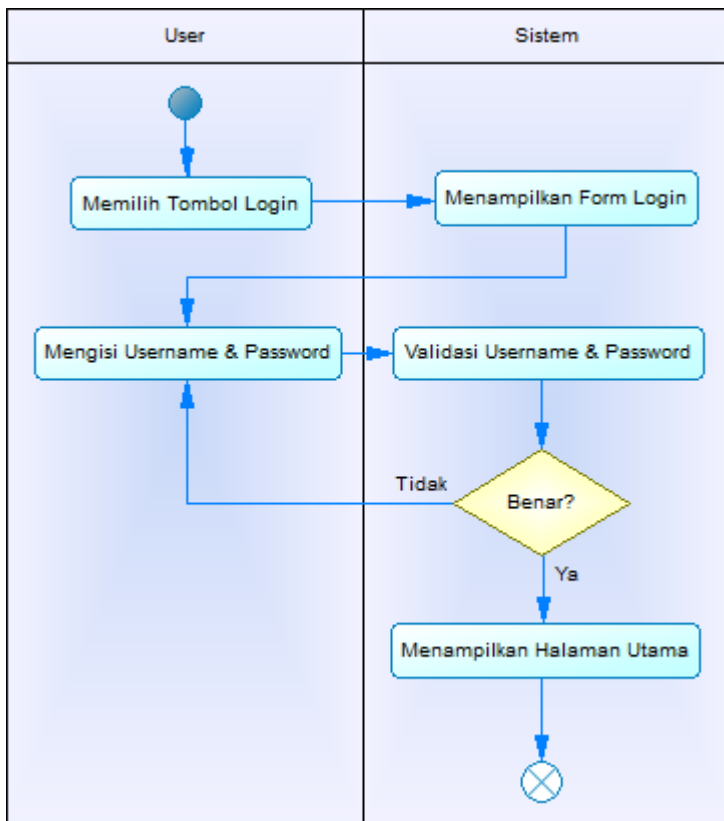 User
Sistem
Memilih Tombol Login
Menampilkan Form Login
Mengisi Username & Password
Validasi Username & Password
Tidak
Benar?
Ya
Menampilkan Halaman Utama